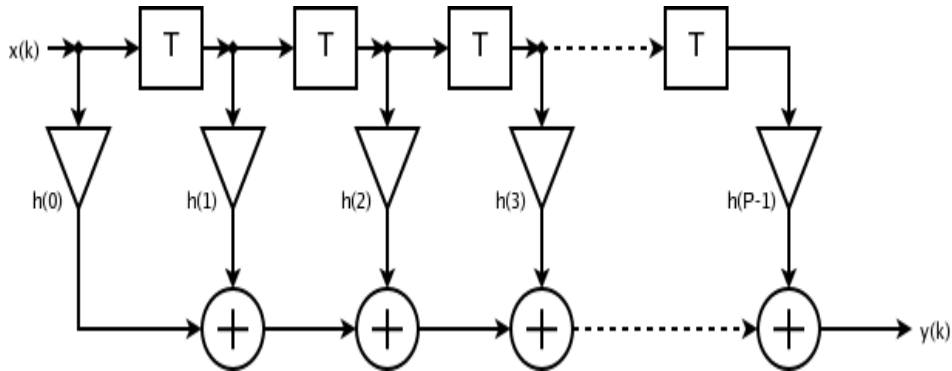 x(k) T T T T
h(0) h(1) h(2) h(3) h(P-1)
+ + + +
y(k)